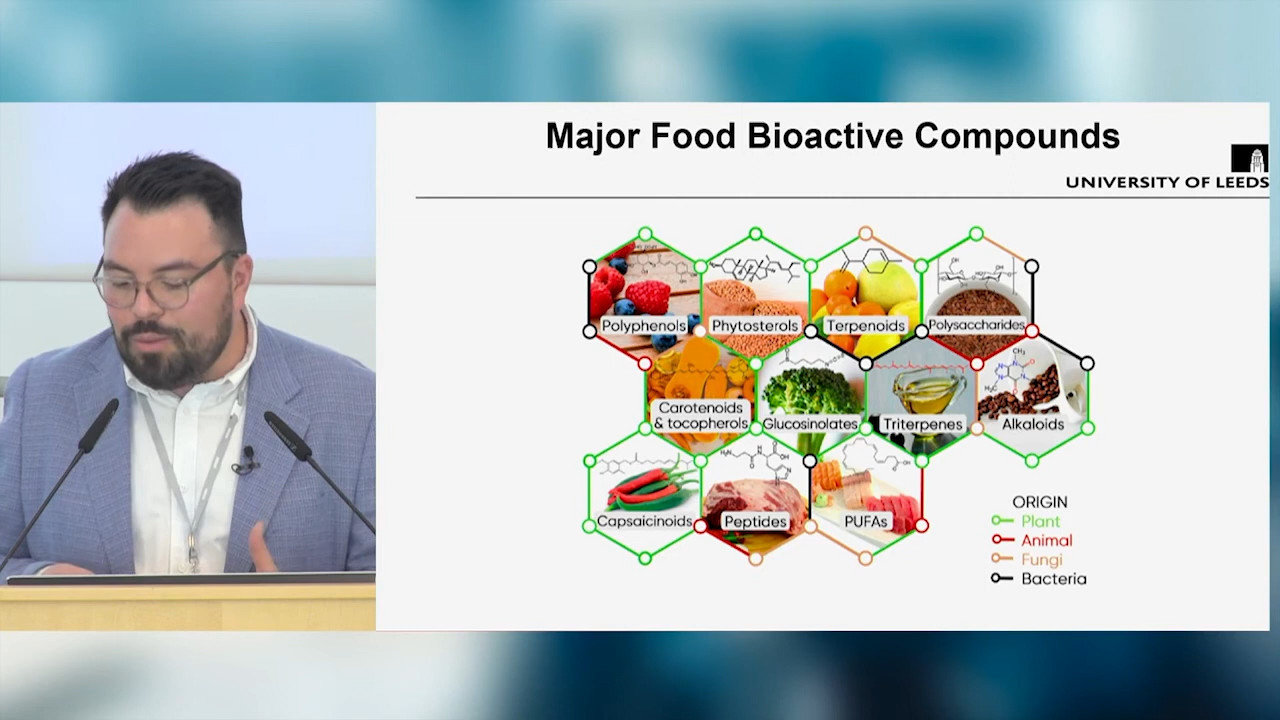 Major Food Bioactive Compounds
UNIVERSITY OF LEEDS
Polyphenols
Phytosterols
Terpenoids
Polysaccharides
Carotenoids
& tocopherols
Glucosinolates
Triterpenes
Alkaloids
Capsaicinoids
Peptides
PUFAs
ORIGIN
Plant
Animal
Fungi
Bacteria